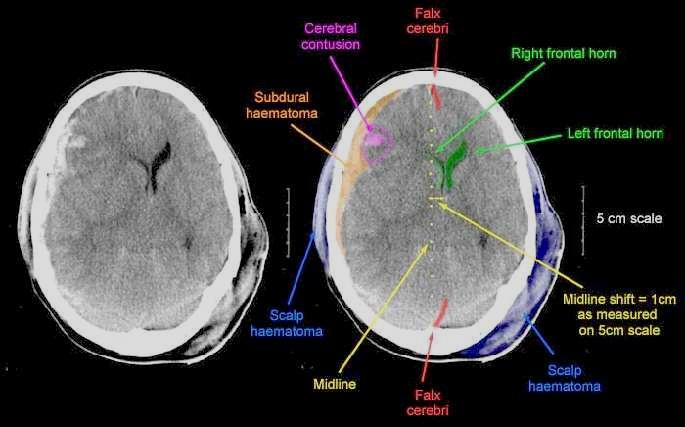 Falx
cerebri
Cerebral
contusion
Right frontal horn
Subdural
haematoma
Left frontal horn
5 cm scale
Midline shift = 1cm
as measured
on 5cm scale
Scalp
haematoma
Midline
Falx
cerebri
Scalp
haematoma